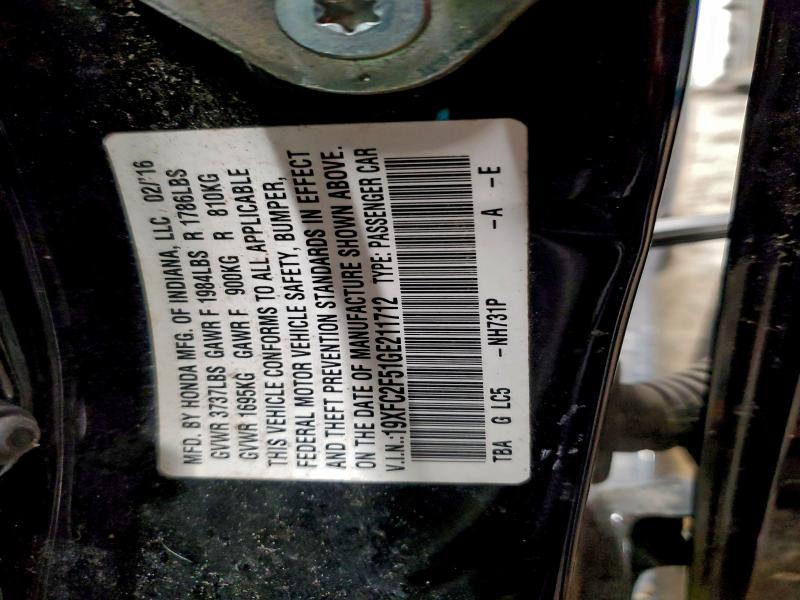 MFD. BY HONDA MFG. OF INDIANA, LLC 02/'16
GVWR 3737LBS GAWR F 1984LBS R 1786LBS
GVWR 1695KG GAWR F 900KG R 810KG
THIS VEHICLE CONFORMS TO ALL APPLICABLE
FEDERAL MOTOR VEHICLE SAFETY, BUMPER,
AND THEFT PREVENTION STANDARDS IN EFFECT
ON THE DATE OF MANUFACTURE SHOWN ABOVE.
V.I.N.:19XFC2F51GE211712 TYPE: PASSENGER CAR
TBA G LC5 -NH731P -A -E